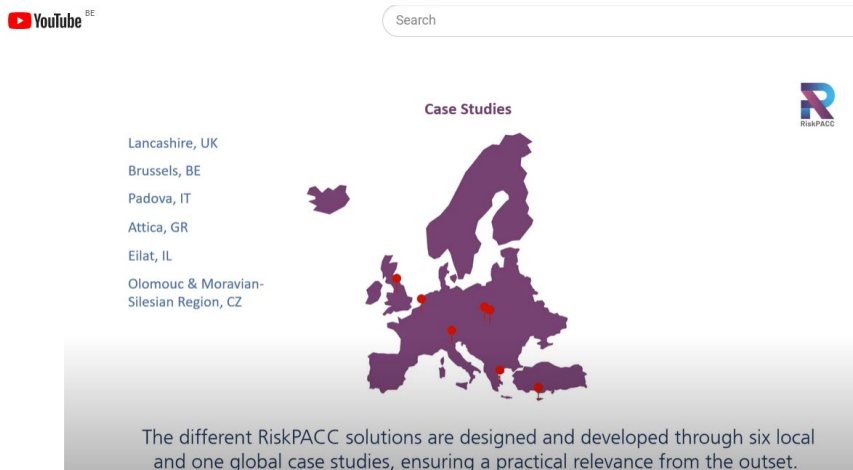 YouTube BE
Search
RiskPACC
Case Studies
Lancashire, UK
Brussels, BE
Padova, IT
Attica, GR
Eilat, IL
Olomouc & Moravian-
Silesian Region, CZ
The different RiskPACC solutions are designed and developed through six local
and one global case studies, ensuring a practical relevance from the outset.